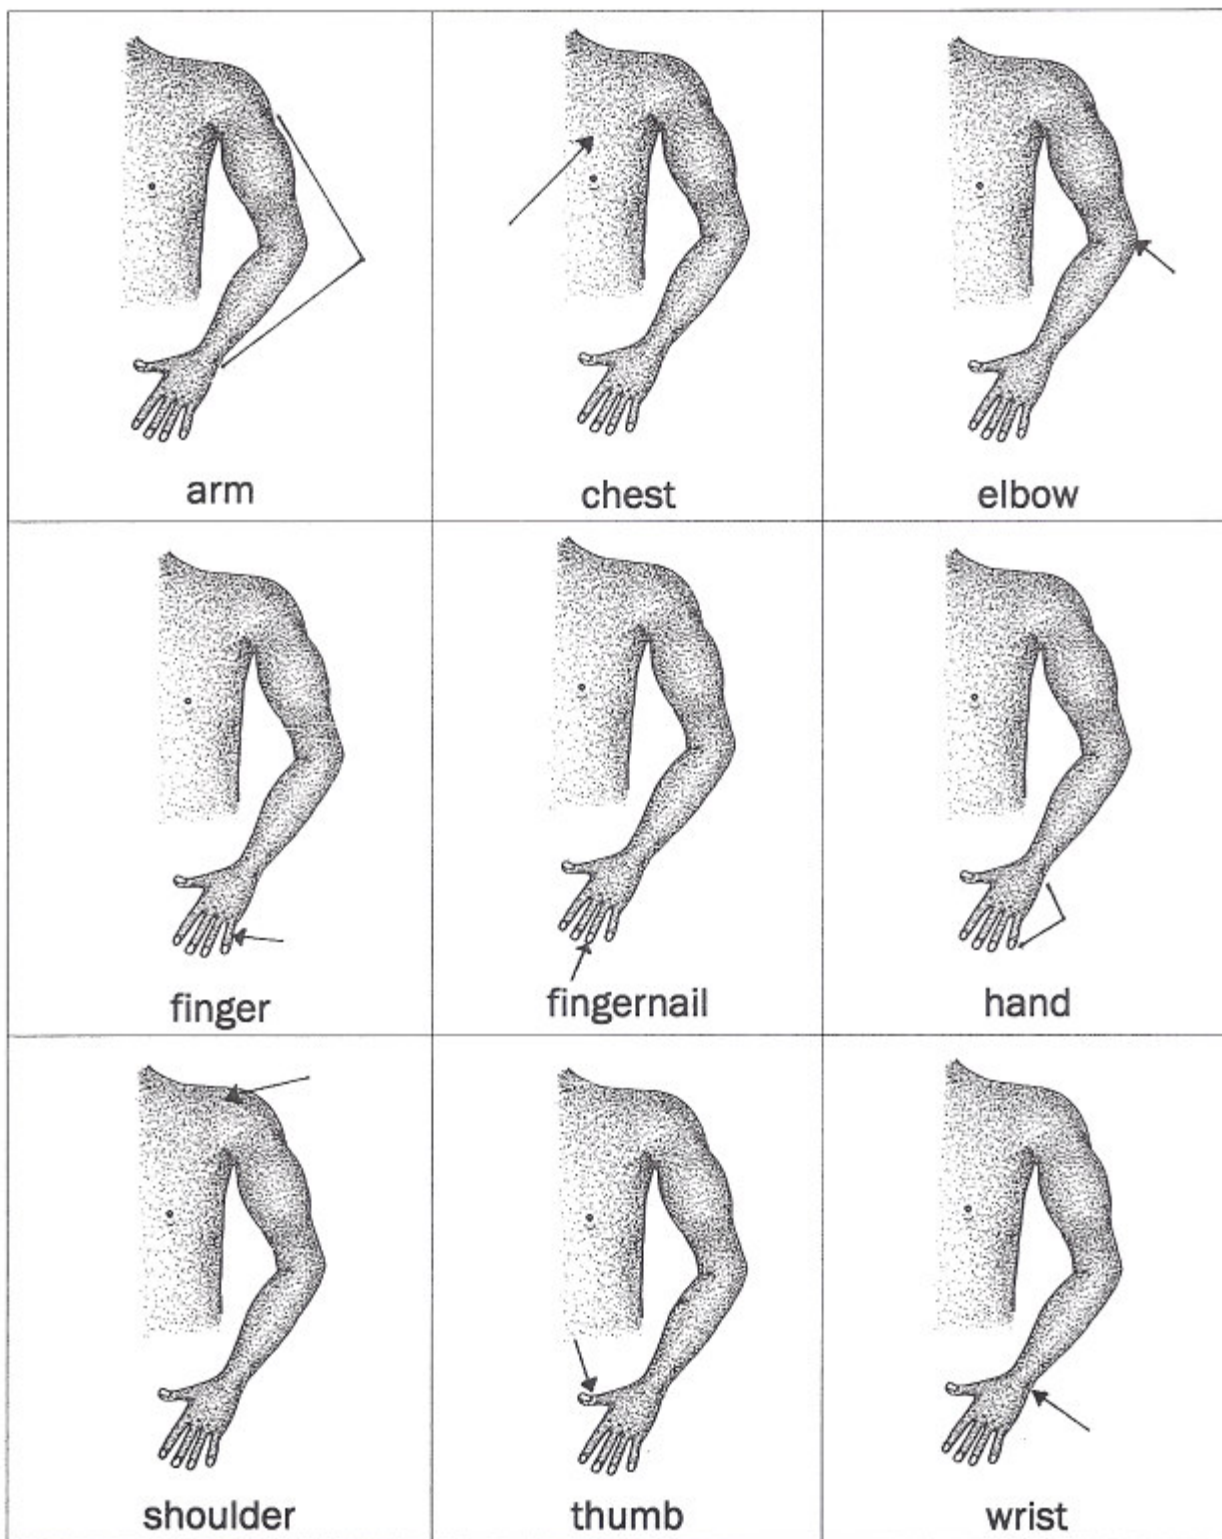 arm
chest
elbow
finger
fingernail
hand
shoulder
thumb
wrist